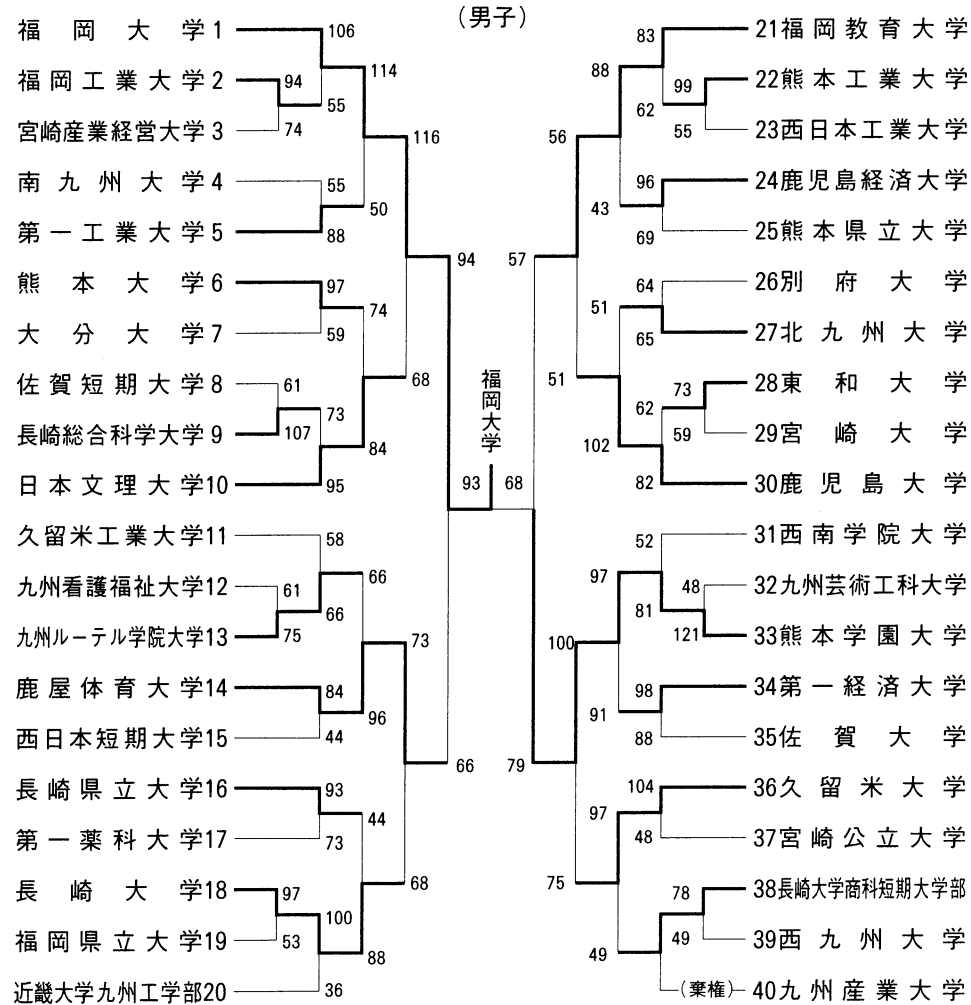 (男子)
福岡大学1
106
114
福岡工業大学2
94
55
宮崎産業経営大学3
74
116
南九州大学4
55
50
第一工業大学5
88
94
熊本大学6
97
74
大分大学7
59
68
佐賀短期大学8
61
73
長崎総合科学大学9
107
84
日本文理大学10
95
久留米工業大学11
58
66
九州看護福祉大学12
61
66
九州ルーテル学院大学13
75
73
鹿屋体育大学14
84
96
西日本短期大学15
44
66
長崎県立大学16
93
44
第一薬科大学17
73
68
長崎大学18
97
100
福岡県立大学19
53
88
近畿大学九州工学部20
36
福岡大学
93
68
83
21福岡教育大学
88
99
22熊本工業大学
62
55
23西日本工業大学
56
96
24鹿児島経済大学
43
69
25熊本県立大学
57
64
26別府大学
51
65
27北九州大学
51
73
28東和大学
62
59
29宮崎大学
102
82
30鹿児島大学
52
31西南学院大学
97
48
32九州芸術工科大学
81
121
33熊本学園大学
100
98
34第一経済大学
91
88
35佐賀大学
79
104
36久留米大学
97
48
37宮崎公立大学
75
78
38長崎大学商科短期大学部
49
39西九州大学
49
(棄権)
40九州産業大学